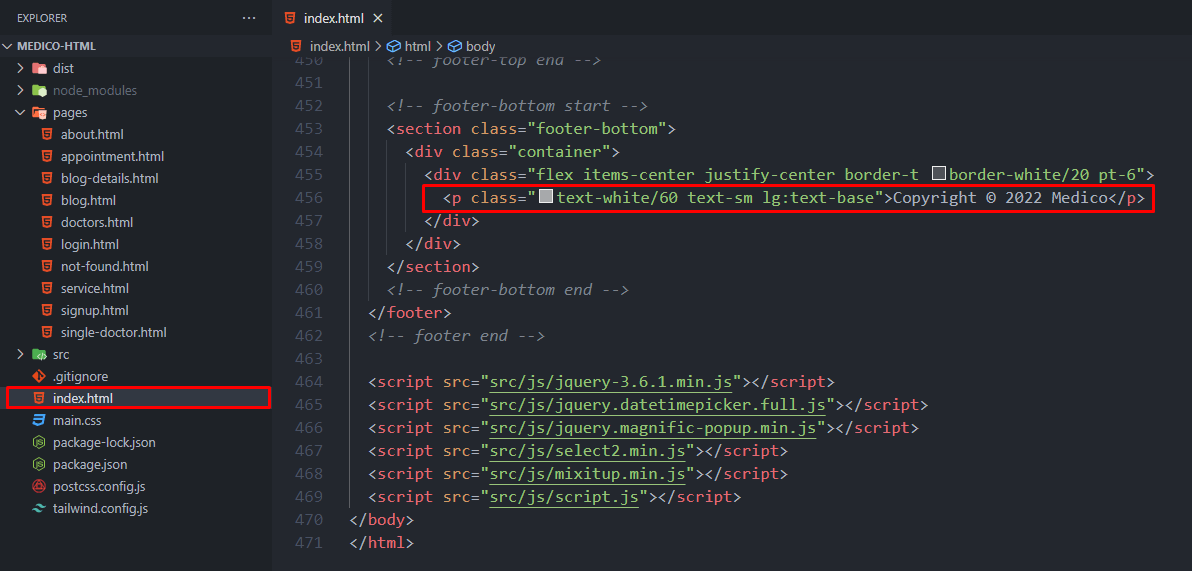 EXPLORER ···
MEDICO-HTML
dist
node_modules
pages
about.html
appointment.html
blog-details.html
blog.html
doctors.html
login.html
not-found.html
service.html
signup.html
single-doctor.html
src
.gitignore
index.html
main.css
package-lock.json
package.json
postcss.config.js
tailwind.config.js
index.html
index.html > html > body
450 <!-- footer-top end -->
451
452 <!-- footer-bottom start -->
453 <section class="footer-bottom">
454 <div class="container">
455 <div class="flex items-center justify-center border-t border-white/20 pt-6">
456 <p class="text-white/60 text-sm lg:text-base">Copyright © 2022 Medico</p>
457 </div>
458 </div>
459 </section>
460 <!-- footer-bottom end -->
461 </footer>
462 <!-- footer end -->
463
464 <script src="src/js/jquery-3.6.1.min.js"></script>
465 <script src="src/js/jquery.datetimepicker.full.js"></script>
466 <script src="src/js/jquery.magnific-popup.min.js"></script>
467 <script src="src/js/select2.min.js"></script>
468 <script src="src/js/mixitup.min.js"></script>
469 <script src="src/js/script.js"></script>
470 </body>
471 </html>